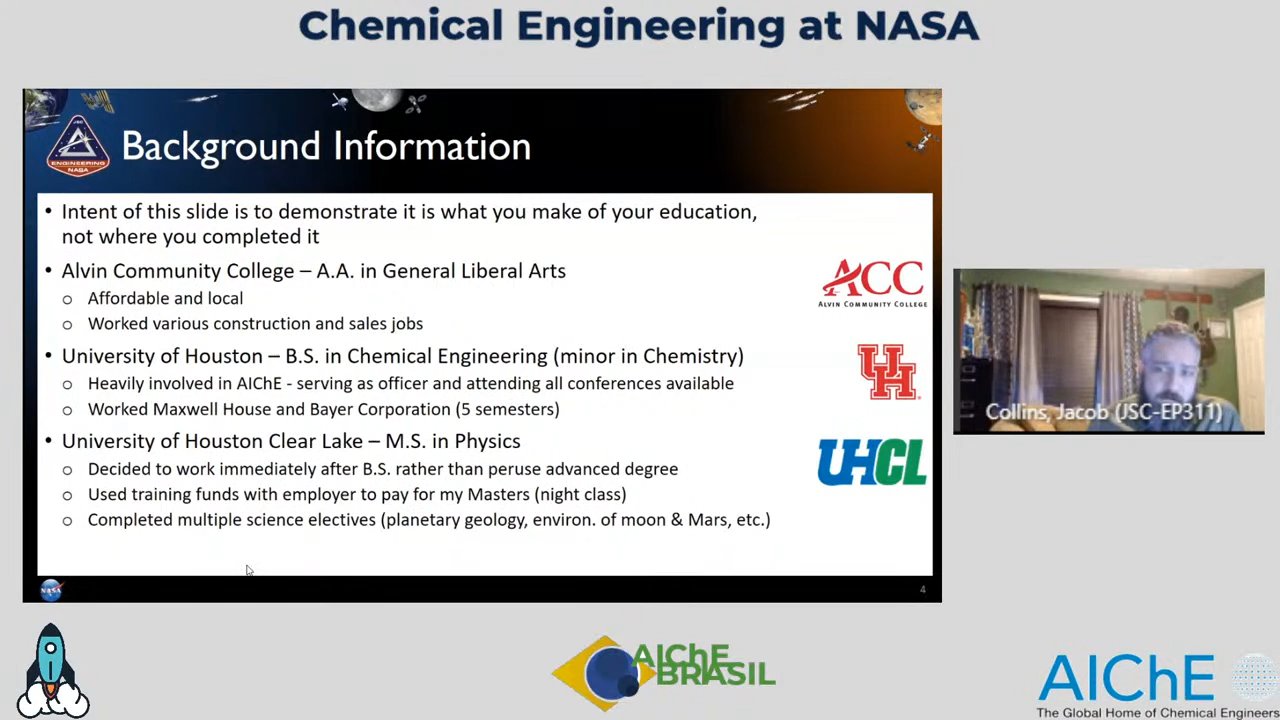 Chemical Engineering at NASA
JSC
ENGINEERING
NASA
Background Information
• Intent of this slide is to demonstrate it is what you make of your education,
not where you completed it
• Alvin Community College – A.A. in General Liberal Arts
o Affordable and local
o Worked various construction and sales jobs
ACC
ALVIN COMMUNITY COLLEGE
• University of Houston – B.S. in Chemical Engineering (minor in Chemistry)
o Heavily involved in AIChE - serving as officer and attending all conferences available
o Worked Maxwell House and Bayer Corporation (5 semesters)
UH
• University of Houston Clear Lake – M.S. in Physics
o Decided to work immediately after B.S. rather than peruse advanced degree
o Used training funds with employer to pay for my Masters (night class)
o Completed multiple science electives (planetary geology, environ. of moon & Mars, etc.)
UHCL
NASA
4
Collins, Jacob (JSC-EP311)
AIChE
BRASIL
AIChE
The Global Home of Chemical Engineers